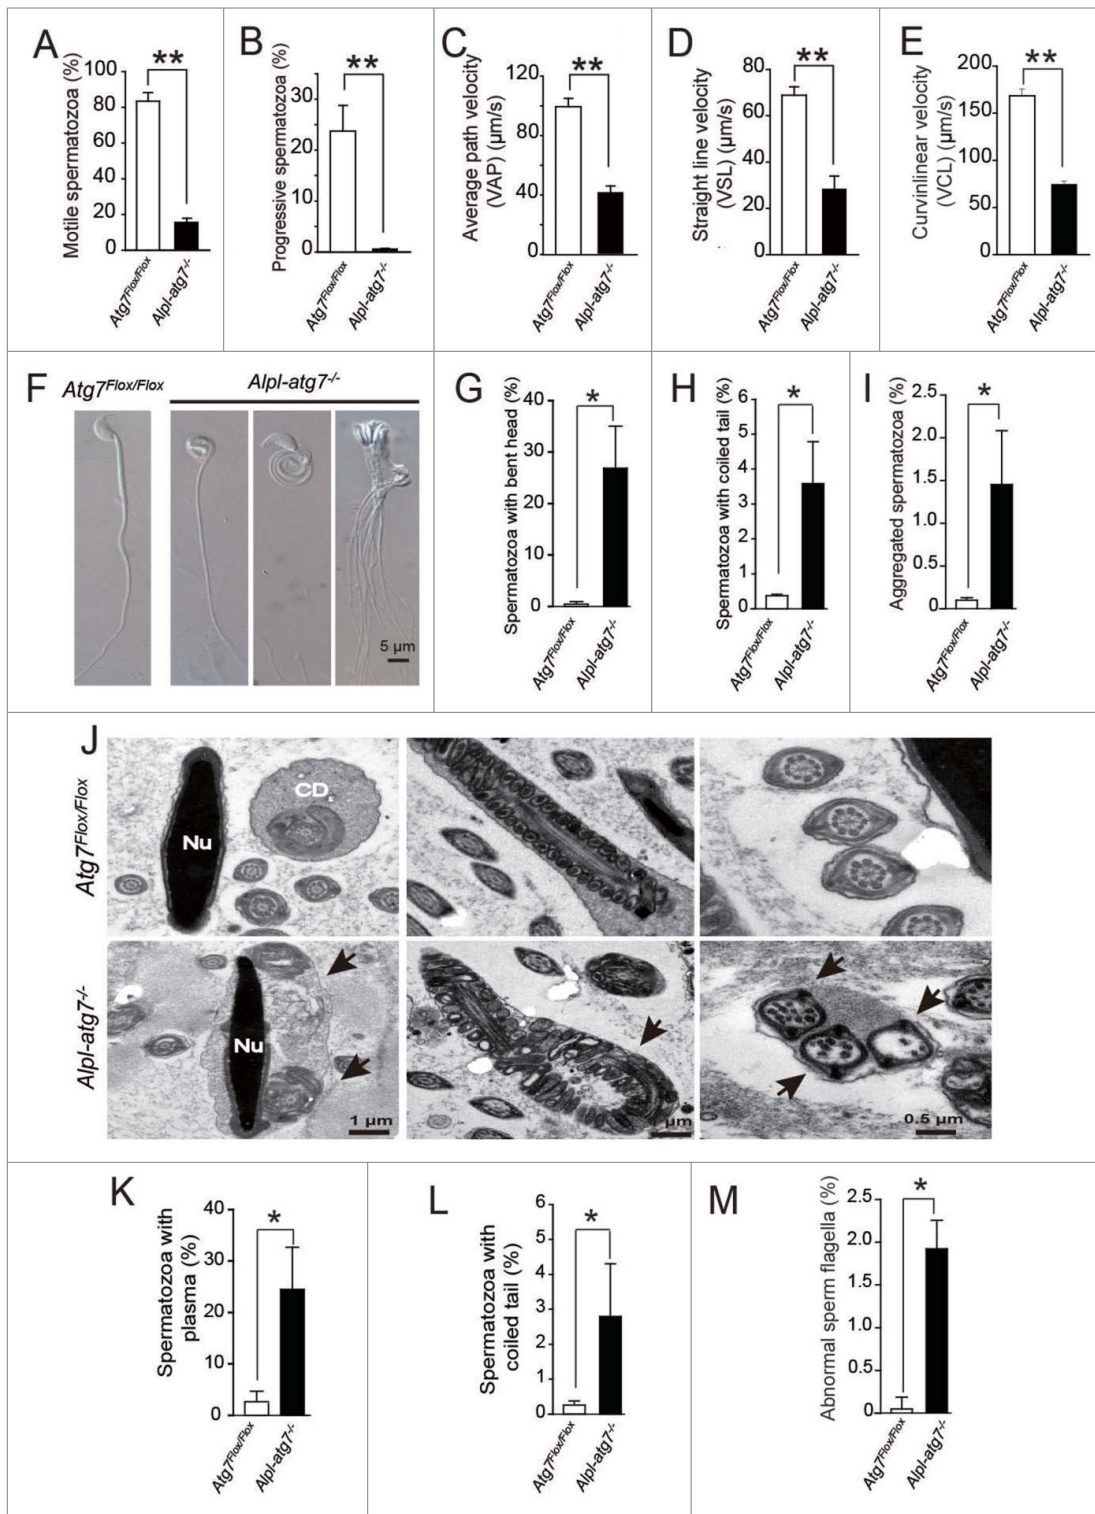 A
Motile spermatozoa (%)
100
80
60
40
20
0
**
Atg7Flox/Flox
Alpl-atg7-/-
B
Progressive spermatozoa (%)
30
20
10
0
**
Atg7Flox/Flox
Alpl-atg7-/-
C
Average path velocity
(VAP) (µm/s)
120
80
40
0
**
Atg7Flox/Flox
Alpl-atg7-/-
D
Straight line velocity
(VSL) (µm/s)
80
60
40
20
0
**
Atg7Flox/Flox
Alpl-atg7-/-
E
Curvinlinear velocity
(VCL) (µm/s)
200
150
100
50
0
**
Atg7Flox/Flox
Alpl-atg7-/-
F
Atg7Flox/Flox
Alpl-atg7-/-
5 µm
G
Spermatozoa with bent head (%)
40
30
20
10
0
*
Atg7Flox/Flox
Alpl-atg7-/-
H
Spermatozoa with coiled tail (%)
6
5
4
3
2
1
0
*
Atg7Flox/Flox
Alpl-atg7-/-
I
Aggregated spermatozoa (%)
2.5
2.0
1.5
1.0
0.5
0
*
Atg7Flox/Flox
Alpl-atg7-/-
J
Atg7Flox/Flox
Nu
CD
Alpl-atg7-/-
Nu
1 µm
µm
0.5 µm
K
Spermatozoa with
plasma (%)
40
30
20
10
0
*
Atg7Flox/Flox
Alpl-atg7-/-
L
Spermatozoa with
coiled tail (%)
6
5
4
3
2
1
0
*
Atg7Flox/Flox
Alpl-atg7-/-
M
Abnormal sperm flagella (%)
2.5
2.0
1.5
1.0
0.5
0
*
Atg7Flox/Flox
Alpl-atg7-/-